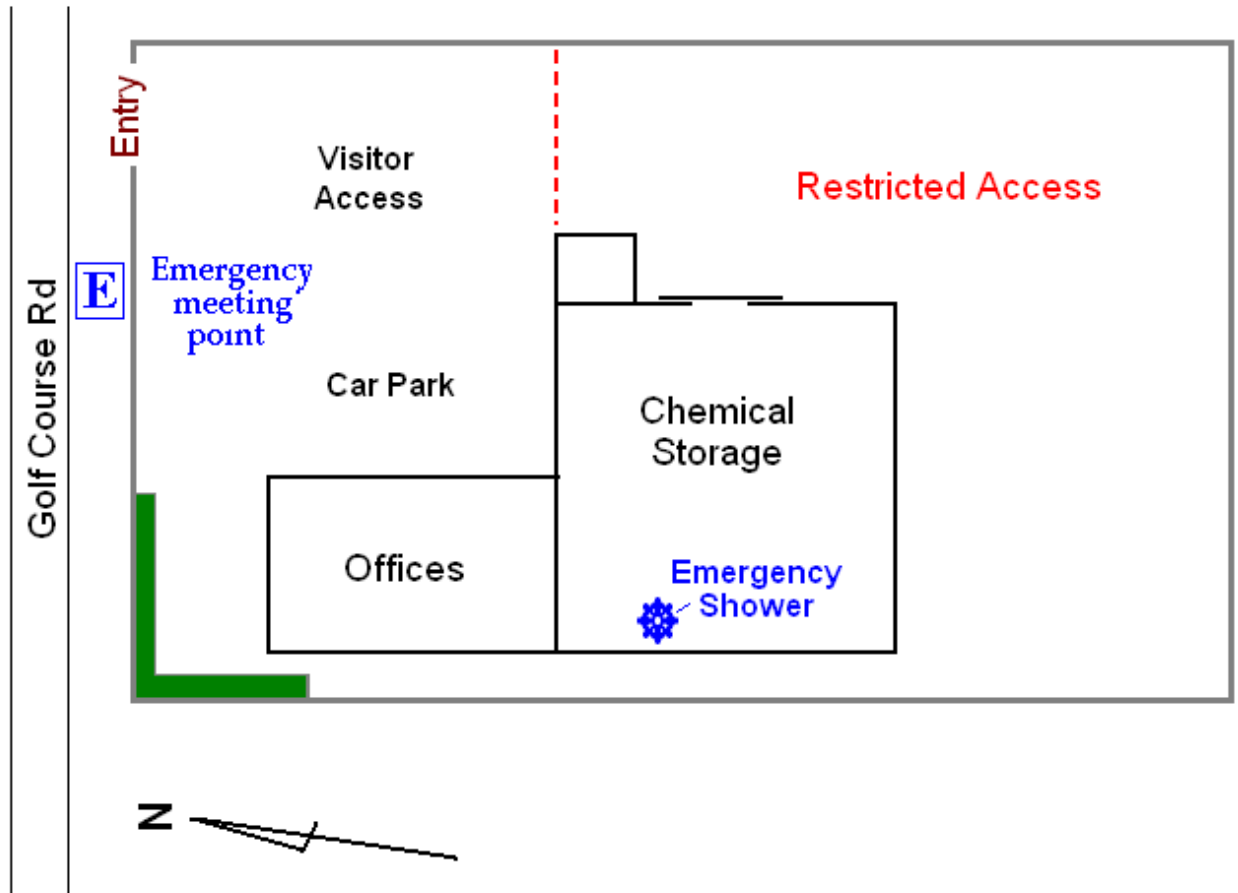 Entry
Visitor
Access
Restricted Access
E
Emergency
meeting
point
Golf Course Rd
Car Park
Chemical
Storage
Offices
Emergency
Shower
N